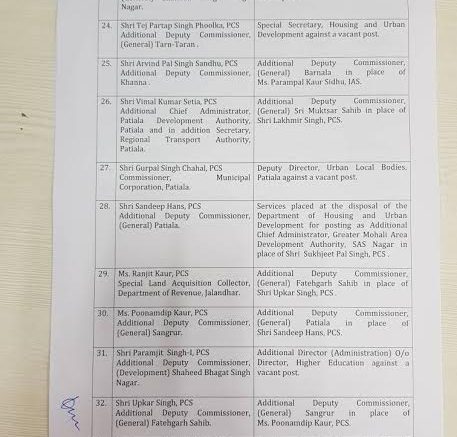 Nagar.
24. Shri Tej Partap Singh Phoolka, PCS
Additional Deputy Commissioner,
(General) Tarn-Taran .
Special Secretary, Housing and Urban
Development against a vacant post.
25. Shri Arvind Pal Singh Sandhu, PCS
Additional Deputy Commissioner,
Khanna .
Additional Deputy Commissioner,
(General) Barnala in place of
Ms. Parampal Kaur Sidhu, IAS.
26. Shri Vimal Kumar Setia, PCS
Additional Chief Administrator,
Patiala Development Authority,
Patiala and in addition Secretary,
Regional Transport Authority,
Patiala.
Additional Deputy Commissioner,
(General) Sri Muktsar Sahib in place of
Shri Lakhmir Singh, PCS.
27. Shri Gurpal Singh Chahal, PCS
Commissioner, Municipal
Corporation, Patiala.
Deputy Director, Urban Local Bodies,
Patiala against a vacant post.
28. Shri Sandeep Hans, PCS
Additional Deputy Commissioner,
(General) Patiala.
Services placed at the disposal of the
Department of Housing and Urban
Development for posting as Additional
Chief Administrator, Greater Mohali Area
Development Authority, SAS Nagar in
place of Shri Sukhjeet Pal Singh, PCS .
29. Ms. Ranjit Kaur, PCS
Special Land Acquisition Collector,
Department of Revenue, Jalandhar.
Additional Deputy Commissioner,
(General) Fatehgarh Sahib in place of
Shri Upkar Singh, PCS .
30. Ms. Poonamdip Kaur, PCS
Additional Deputy Commissioner,
(General) Sangrur.
Additional Deputy Commissioner,
(General) Patiala in place of
Shri Sandeep Hans, PCS.
31. Shri Paramjit Singh-I, PCS
Additional Deputy Commissioner,
(Development) Shaheed Bhagat Singh
Nagar.
Additional Director (Administration) O/o
Director, Higher Education against a
vacant post.
32. Shri Upkar Singh, PCS
Additional Deputy Commissioner,
(General) Fatehgarh Sahib.
Additional Deputy Commissioner,
(General) Sangrur in place of
Ms. Poonamdip Kaur, PCS.